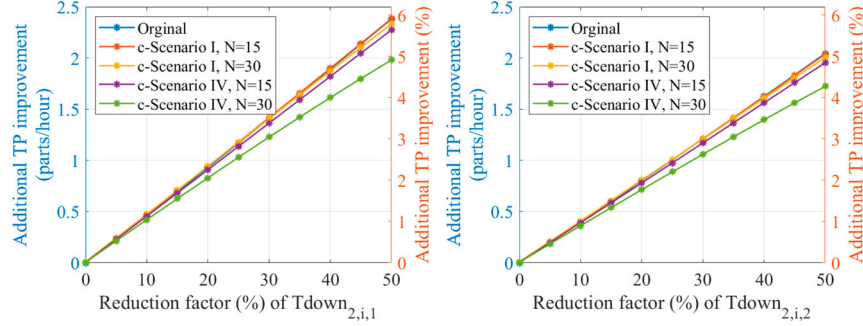 Additional TP improvement
(parts/hour)
2.5
2
1.5
1
0.5
0
Orginal
c-Scenario I, N=15
c-Scenario I, N=30
c-Scenario IV, N=15
c-Scenario IV, N=30
6
5
4
3
2
1
0
Additional TP improvement (%)
0 10 20 30 40 50
Reduction factor (%) of Tdown2,i,1
Additional TP improvement
(parts/hour)
2.5
2
1.5
1
0.5
0
Orginal
c-Scenario I, N=15
c-Scenario I, N=30
c-Scenario IV, N=15
c-Scenario IV, N=30
6
5
4
3
2
1
0
Additional TP improvement (%)
0 10 20 30 40 50
Reduction factor (%) of Tdown2,i,2